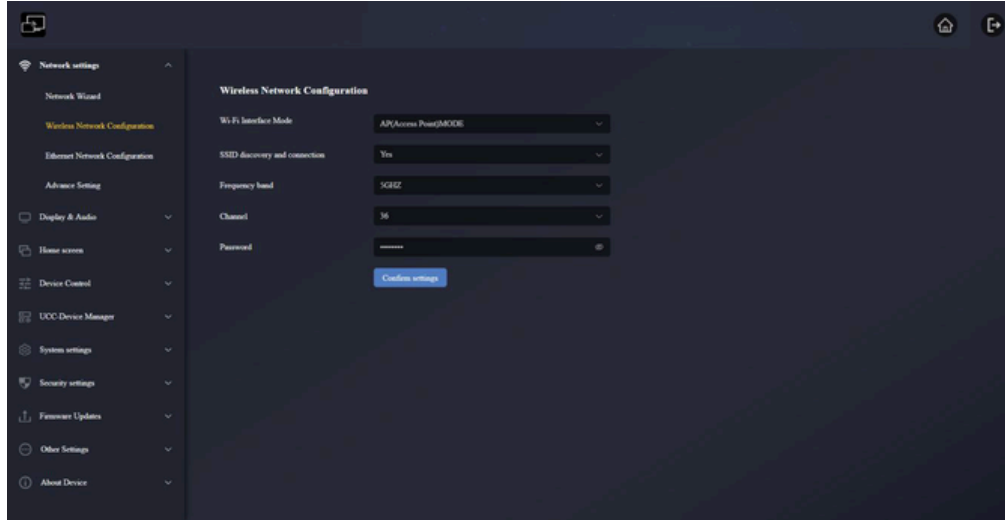 Network settings
Network Wizard
Wireless Network Configuration
Ethernet Network Configuration
Advance Setting
Display & Audio
Home screen
Device Control
UCC-Device Manager
System settings
Security settings
Firmware Updates
Other Settings
About Device
Wireless Network Configuration
Wi-Fi Interface Mode
AP(Access Point)MODE
SSID discovery and connection
Yes
Frequency band
5GHZ
Channel
36
Password
Confirm settings